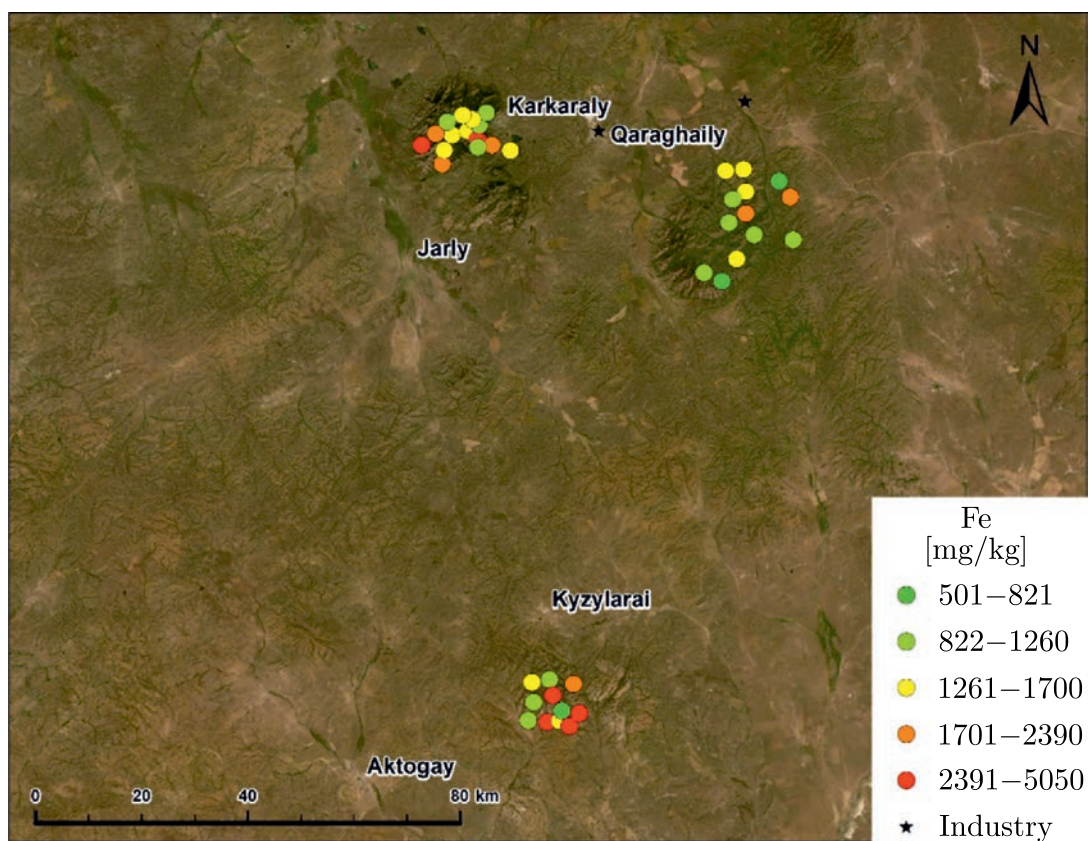 N
Karkaraly
Qaraghaily
Jarly
Kyzylarai
Aktogay
0 20 40 80 km
Fe
[mg/kg]
501–821
822–1260
1261–1700
1701–2390
2391–5050
Industry